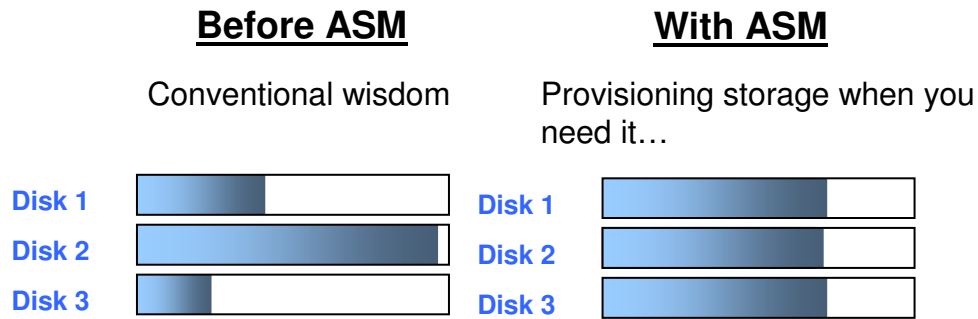 Before ASM
Conventional wisdom
Disk 1
Disk 2
Disk 3
With ASM
Provisioning storage when you
need it…
Disk 1
Disk 2
Disk 3